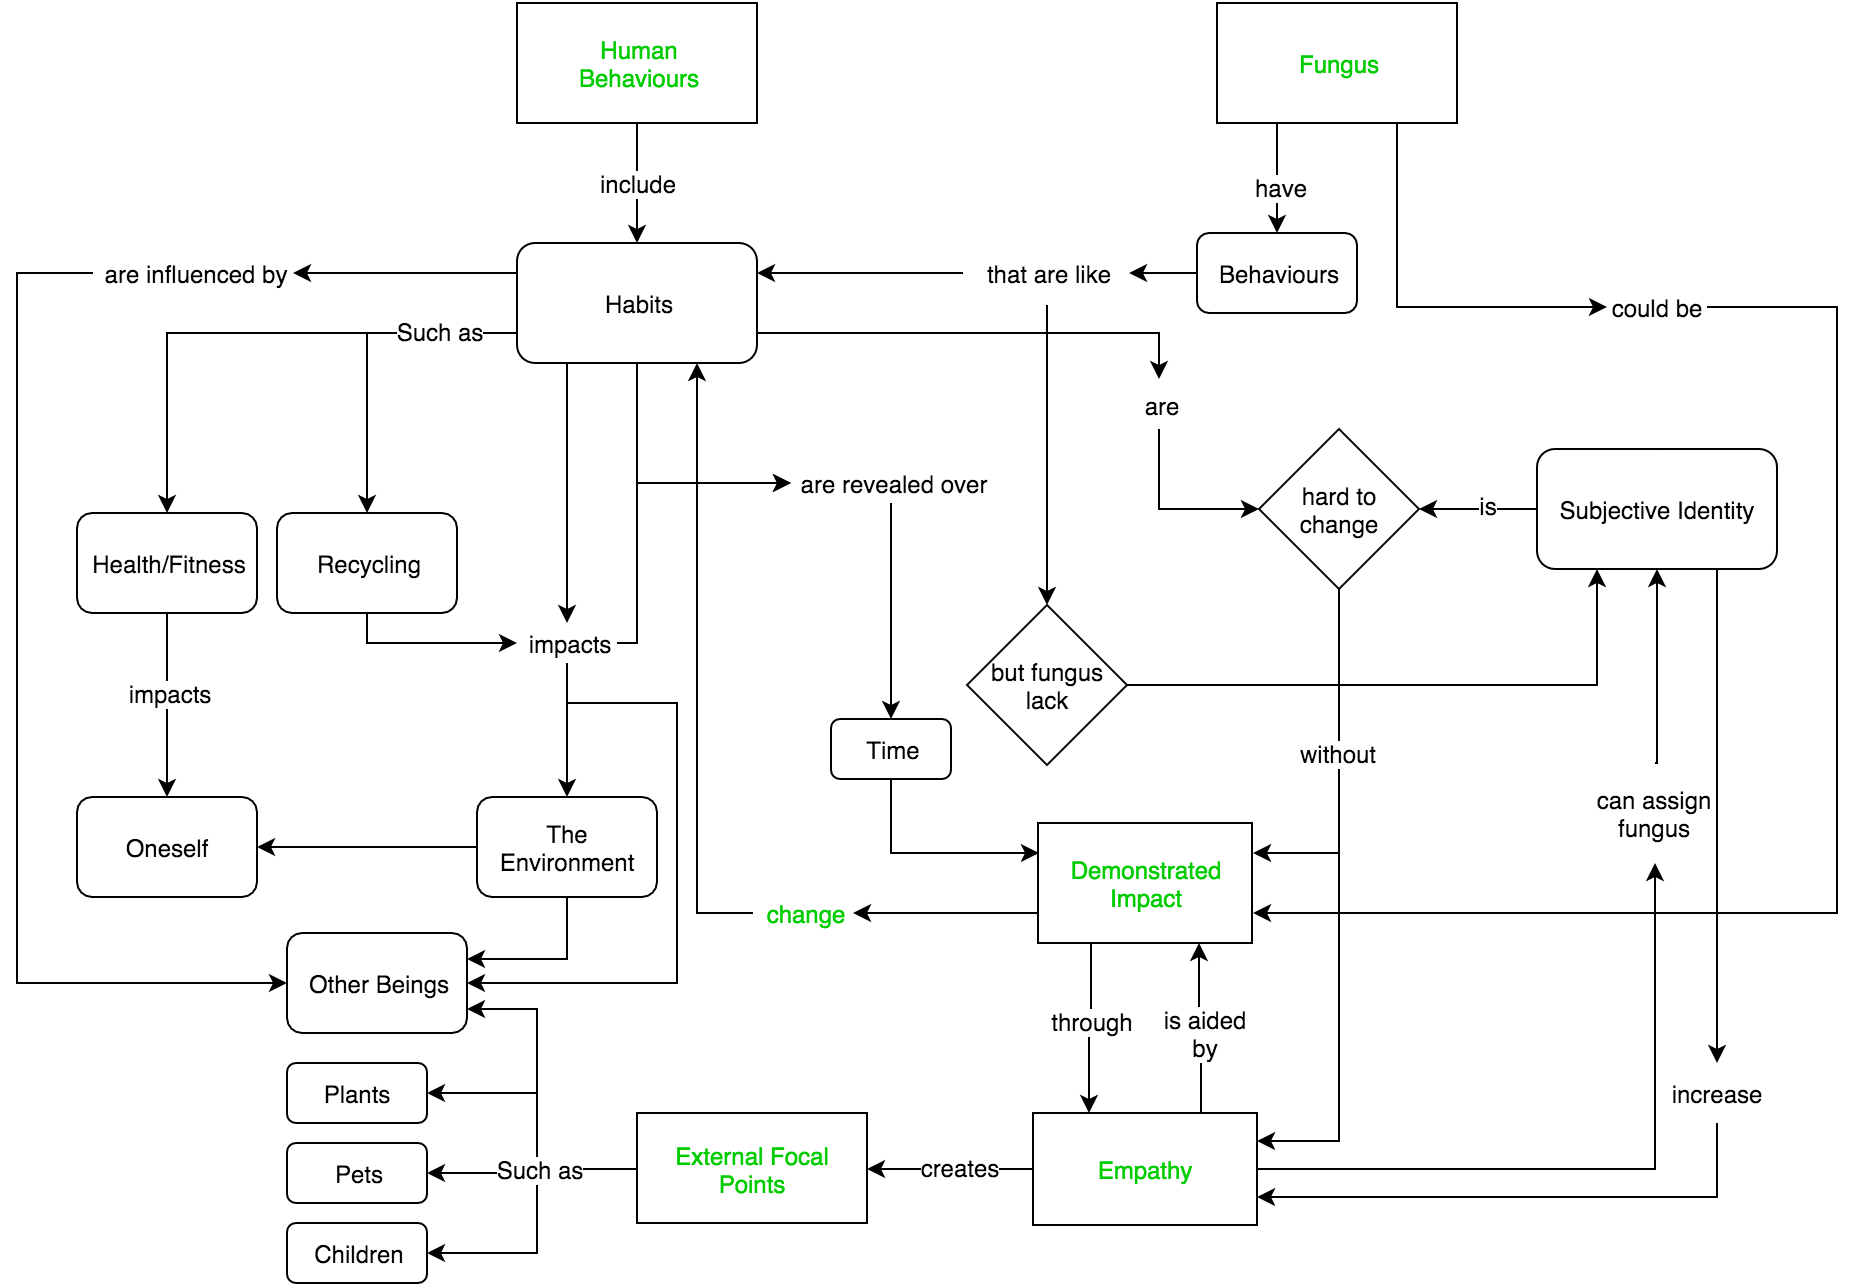 Human
Behaviours
Fungus
include
have
are influenced by
Habits
that are like
Behaviours
could be
Such as
are
are revealed over
hard to
change
is
Subjective Identity
Health/Fitness
Recycling
impacts
but fungus
lack
impacts
Time
without
can assign
fungus
Oneself
The
Environment
Demonstrated
Impact
change
Other Beings
through
is aided
by
increase
Plants
Pets
Such as
External Focal
Points
creates
Empathy
Children